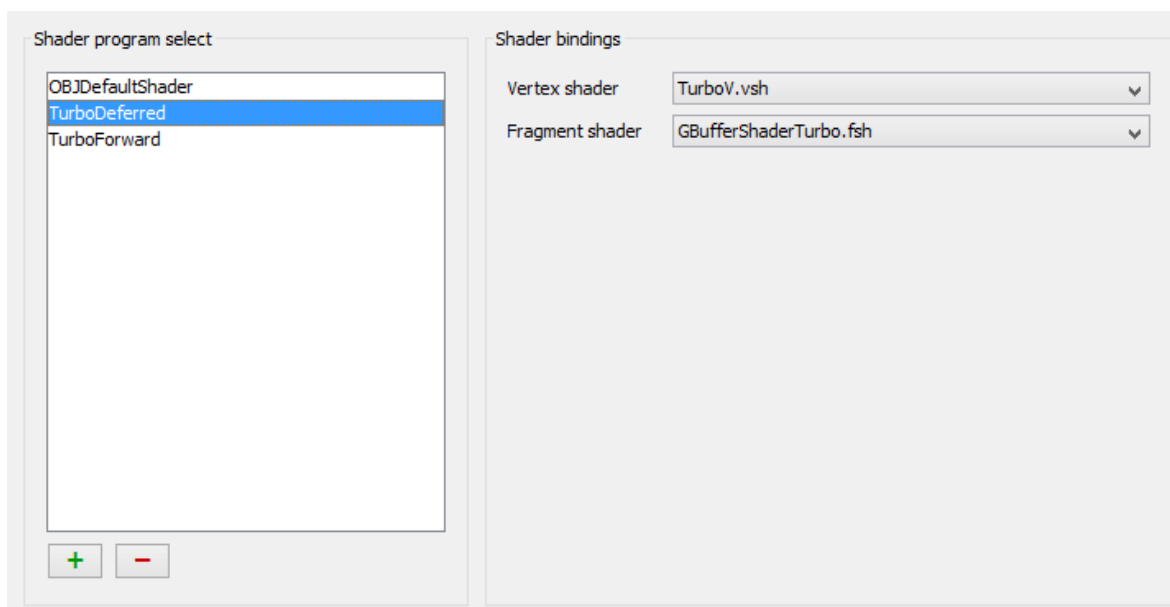 Shader program select
OBJDefaultShader
TurboDeferred
TurboForward
Shader bindings
Vertex shader TurboV.vsh
Fragment shader GBufferShaderTurbo.fsh